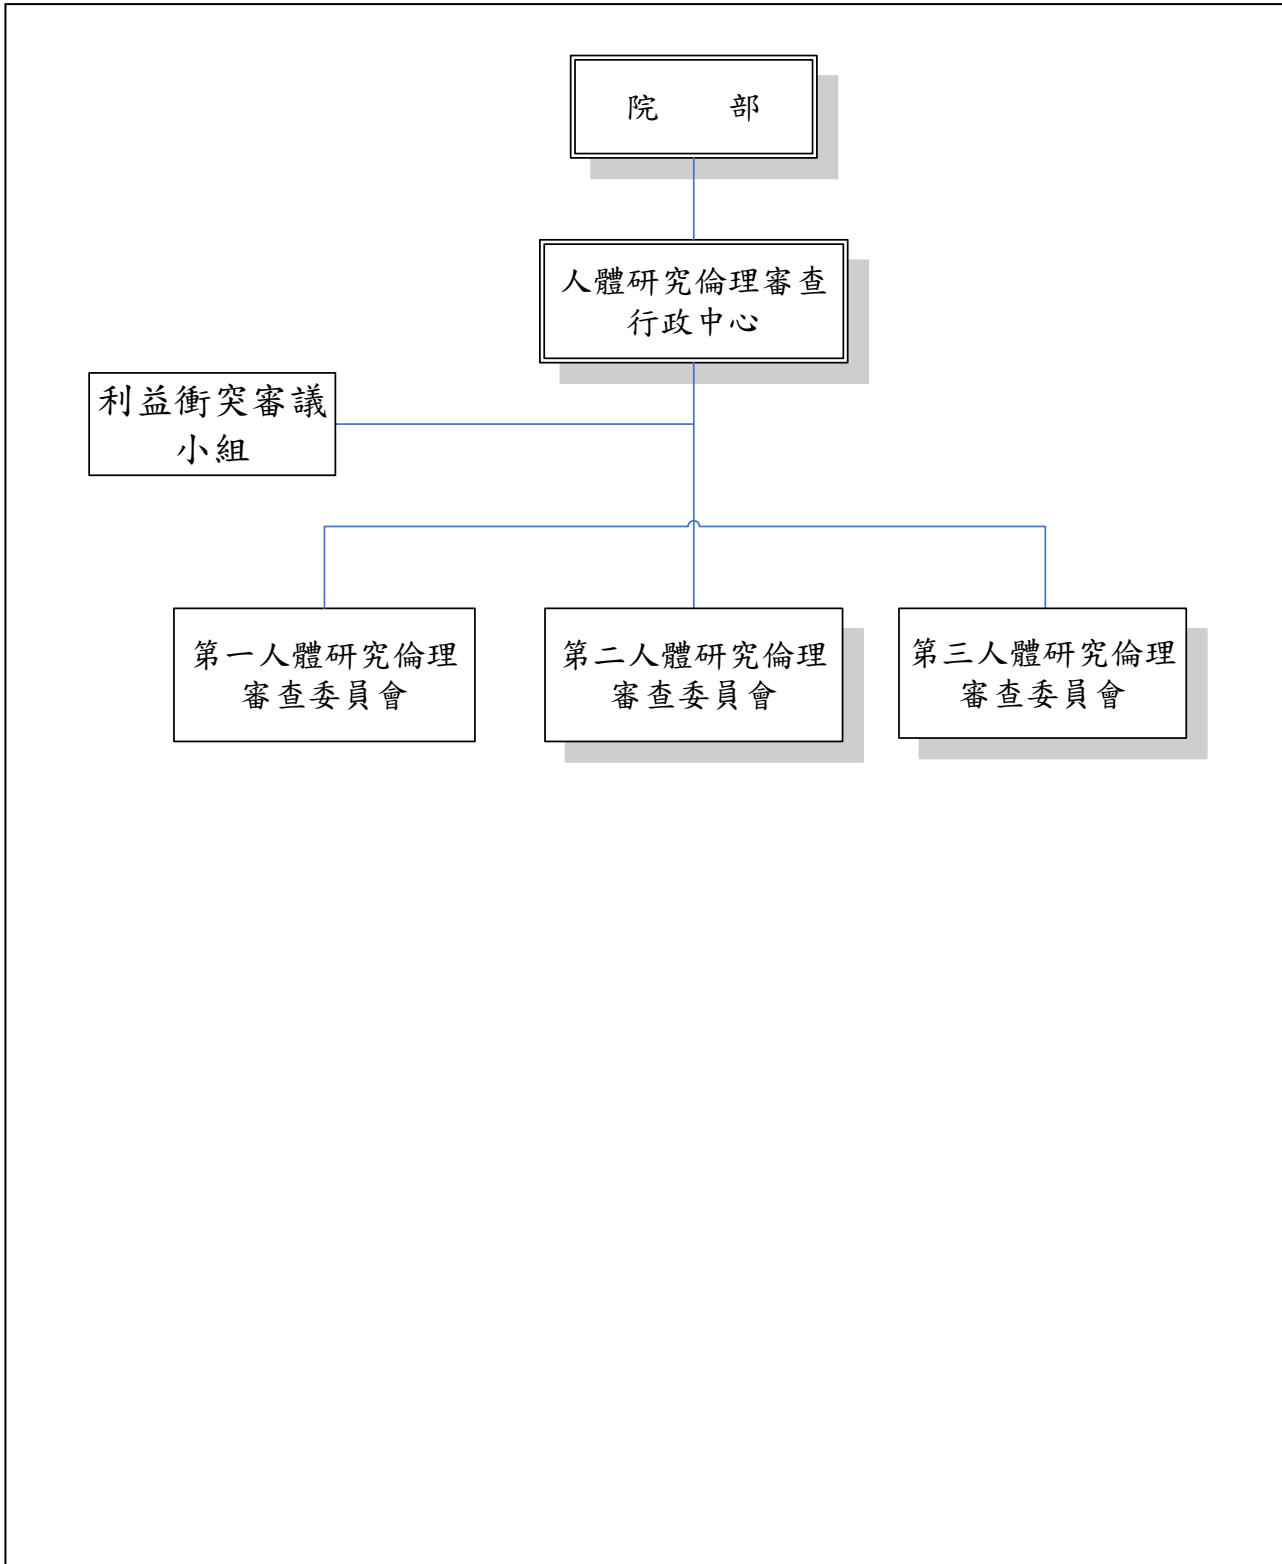 院　　部
人體研究倫理審查
行政中心
利益衝突審議
小組
第一人體研究倫理
審查委員會
第二人體研究倫理
審查委員會
第三人體研究倫理
審查委員會